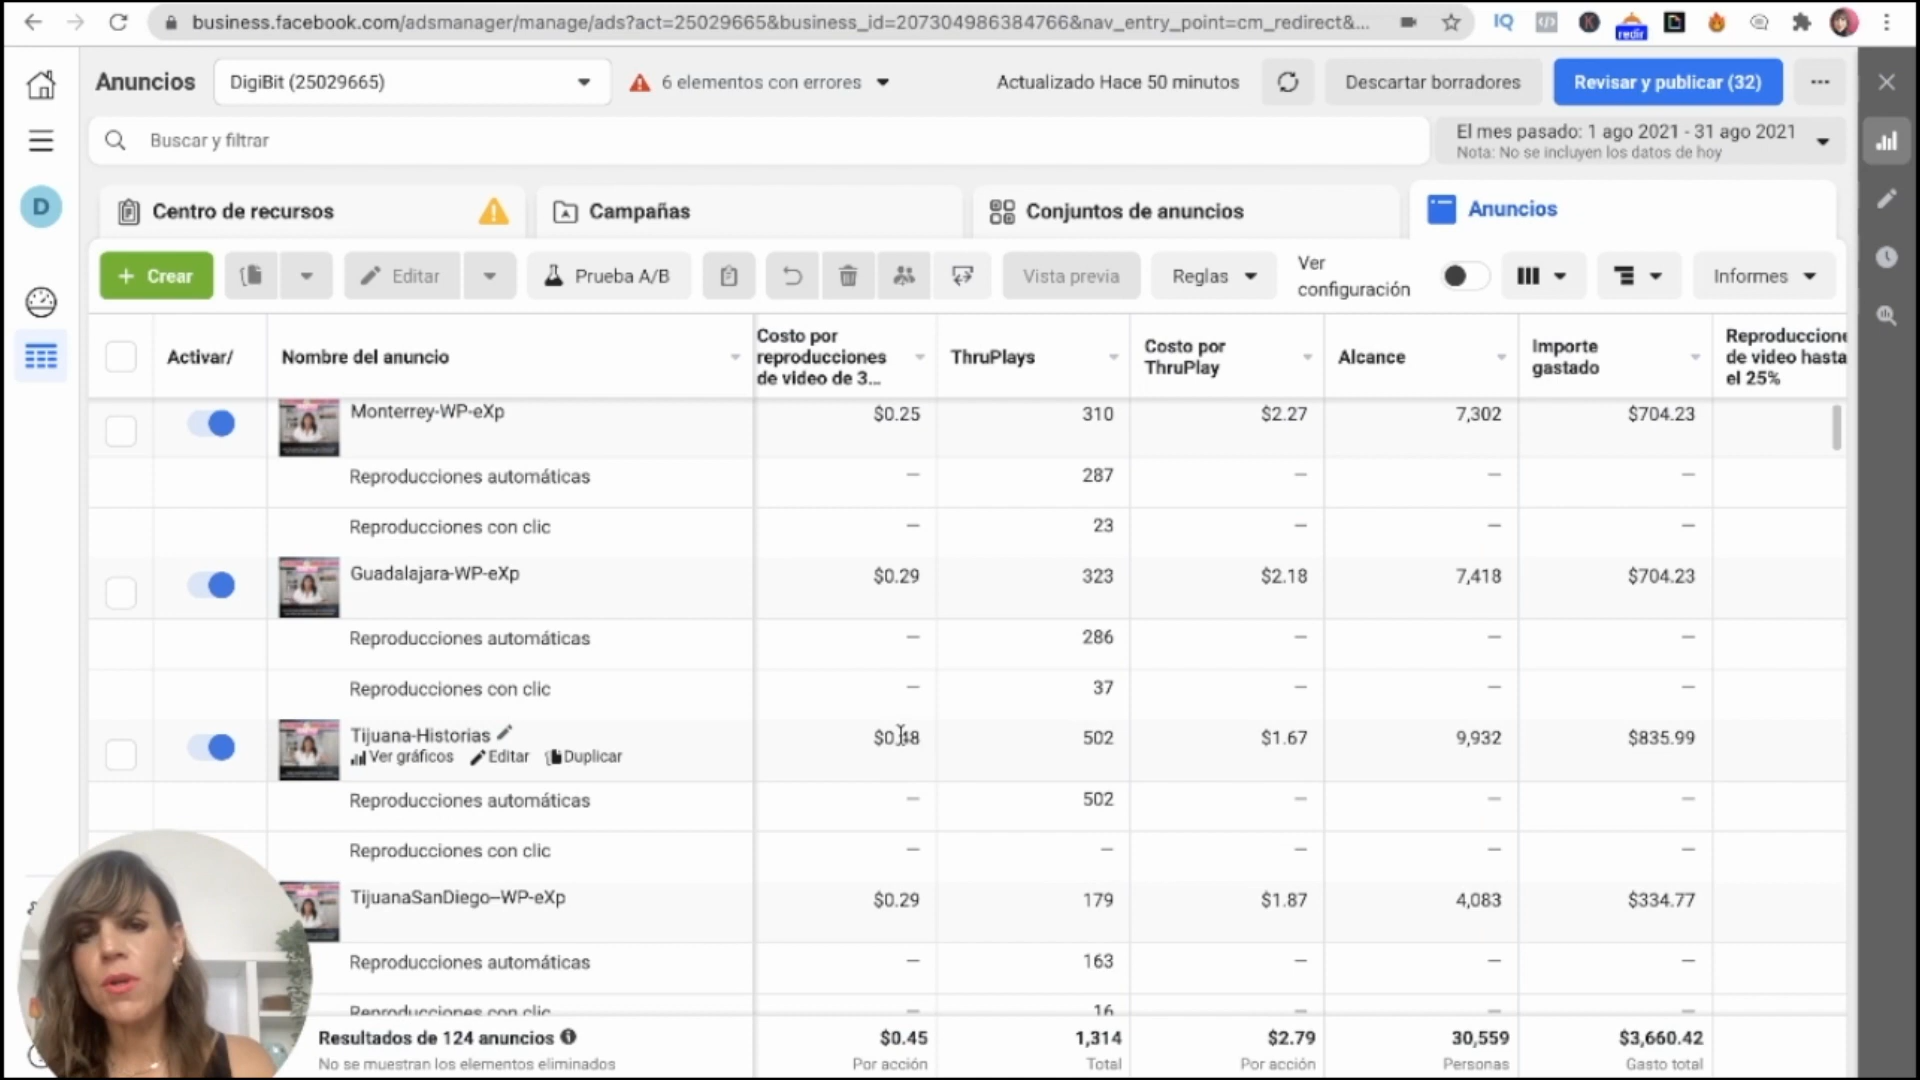 business.facebook.com/adsmanager/manage/ads?act=25029665&business_id=207304986384766&nav_entry_point=cm_redirect&...
IQ
redir
Anuncios
DigiBit (25029665)
6 elementos con errores
Actualizado Hace 50 minutos
Descartar borradores
Revisar y publicar (32)
Buscar y filtrar
El mes pasado: 1 ago 2021 - 31 ago 2021
Nota: No se incluyen los datos de hoy
D
Centro de recursos
Campañas
Conjuntos de anuncios
Anuncios
+ Crear
Editar
Prueba A/B
Vista previa
Reglas
Ver
configuración
Informes
Activar/
Nombre del anuncio
Costo por
reproducciones
de video de 3...
ThruPlays
Costo por
ThruPlay
Alcance
Importe
gastado
Reproduccione
de video hasta
el 25%
Monterrey-WP-eXp $0.25 310 $2.27 7,302 $704.23
Reproducciones automáticas — 287 — — —
Reproducciones con clic — 23 — — —
Guadalajara-WP-eXp $0.29 323 $2.18 7,418 $704.23
Reproducciones automáticas — 286 — — —
Reproducciones con clic — 37 — — —
Tijuana-Historias 502 $1.67 9,932 $835.99
Ver gráficos Editar Duplicar
Reproducciones automáticas — 502 — — —
Reproducciones con clic — — — — —
TijuanaSanDiego–WP-eXp $0.29 179 $1.87 4,083 $334.77
Reproducciones automáticas — 163 — — —
Reproducciones con clic — 16 — — —
Resultados de 124 anuncios $0.45 1,314 $2.79 30,559 $3,660.42
No se muestran los elementos eliminados Por acción Total Por acción Personas Gasto total